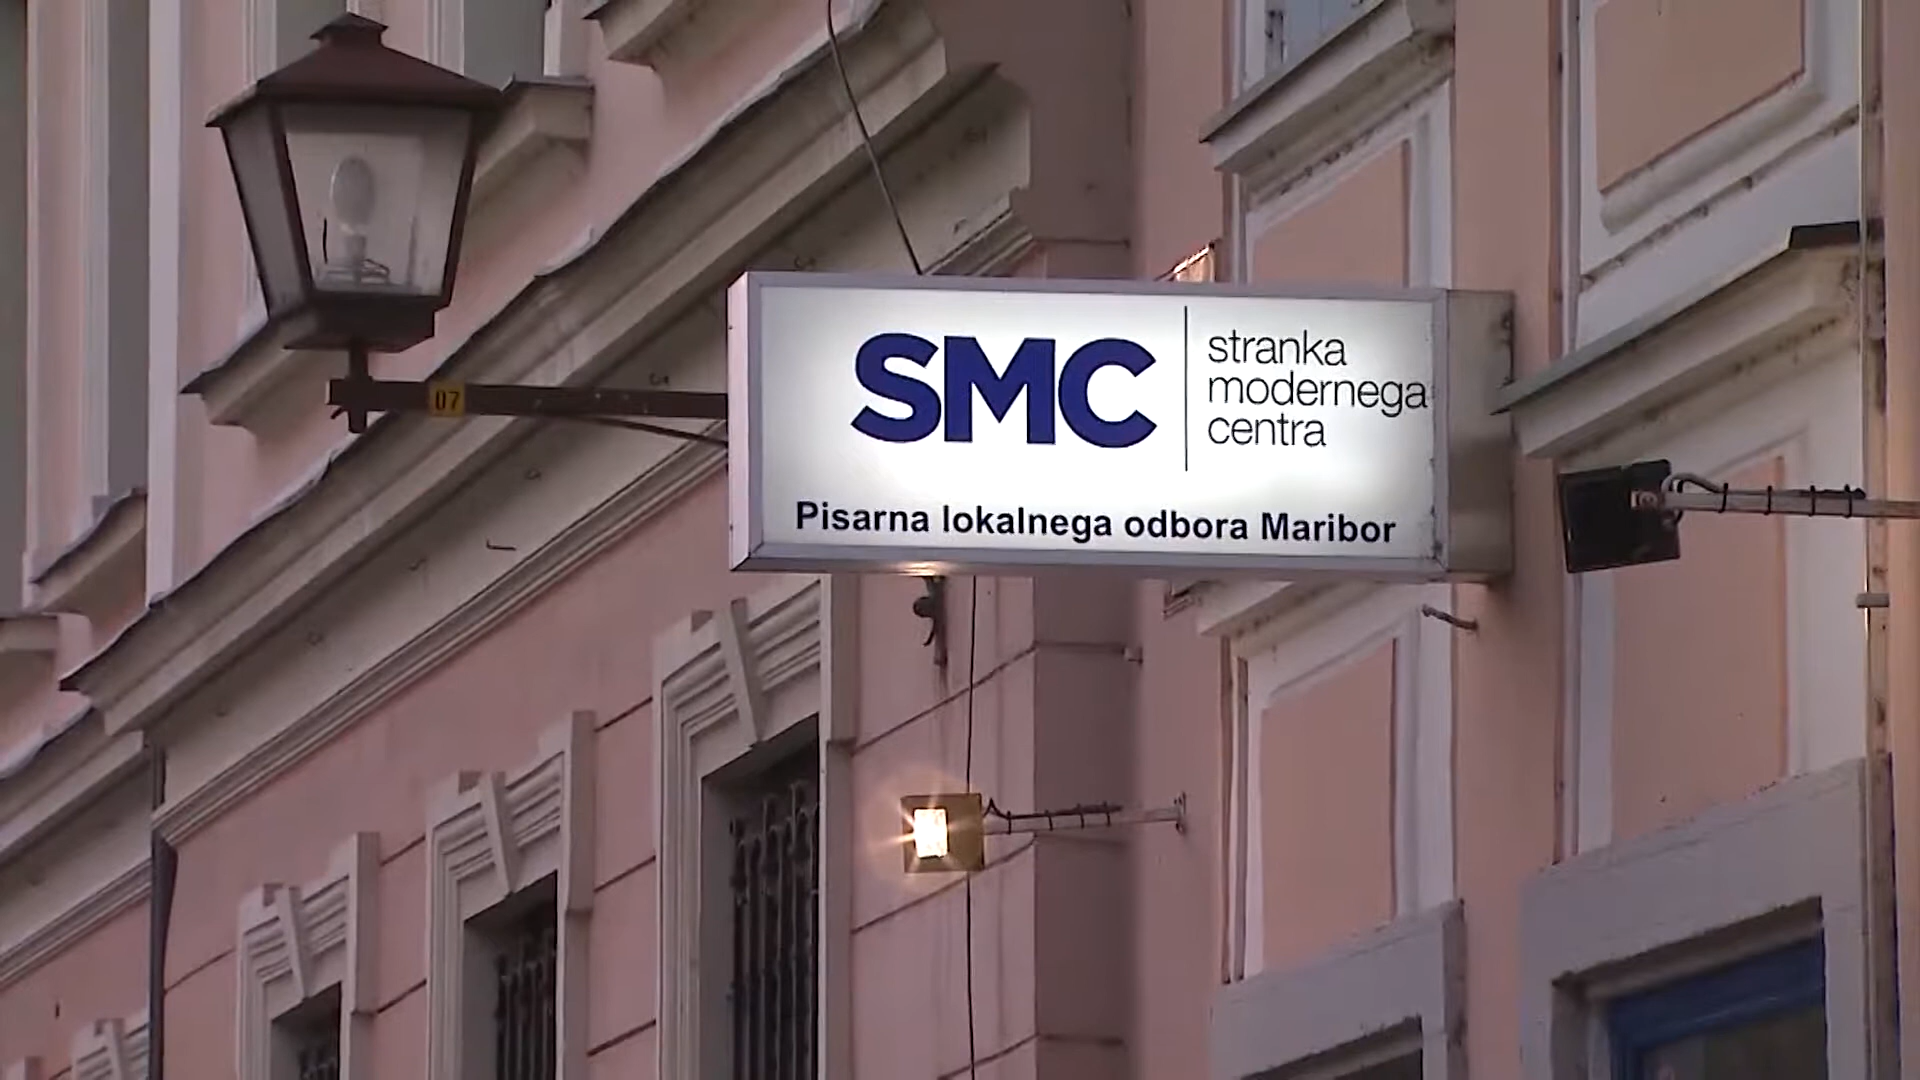 07
SMC
stranka
modernega
centra
Pisarna lokalnega odbora Maribor